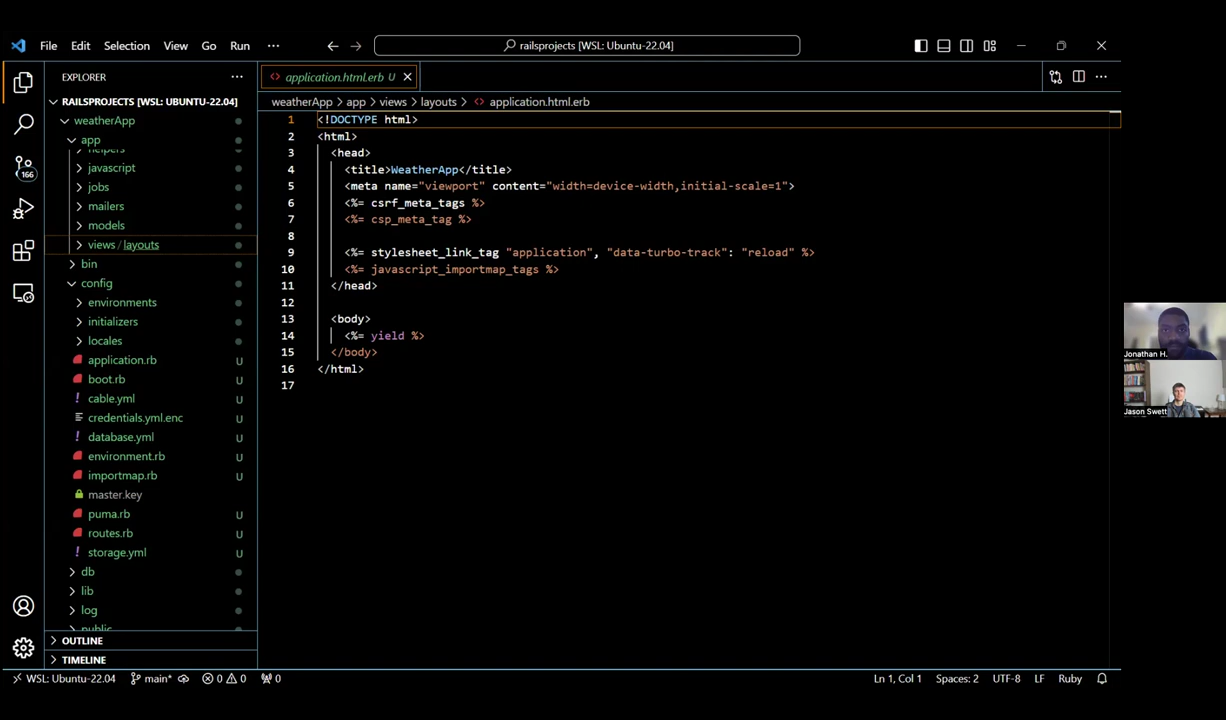 File Edit Selection View Go Run ... railsprojects [WSL: Ubuntu-22.04]
EXPLORER
RAILSPROJECTS [WSL: UBUNTU-22.04]
weatherApp
app
helpers
javascript
jobs
mailers
models
views / layouts
bin
config
environments
initializers
locales
application.rb U
boot.rb U
cable.yml U
credentials.yml.enc U
database.yml U
environment.rb U
importmap.rb U
master.key
puma.rb U
routes.rb U
storage.yml U
db
lib
log
public
OUTLINE
TIMELINE
166
application.html.erb U
weatherApp > app > views > layouts > application.html.erb
1 <!DOCTYPE html>
2 <html>
3 <head>
4 <title>WeatherApp</title>
5 <meta name="viewport" content="width=device-width,initial-scale=1">
6 <%= csrf_meta_tags %>
7 <%= csp_meta_tag %>
8
9 <%= stylesheet_link_tag "application", "data-turbo-track": "reload" %>
10 <%= javascript_importmap_tags %>
11 </head>
12
13 <body>
14 <%= yield %>
15 </body>
16 </html>
17
Jonathan H.
Jason Swett
WSL: Ubuntu-22.04 main* 0 0 0 Ln 1, Col 1 Spaces: 2 UTF-8 LF Ruby